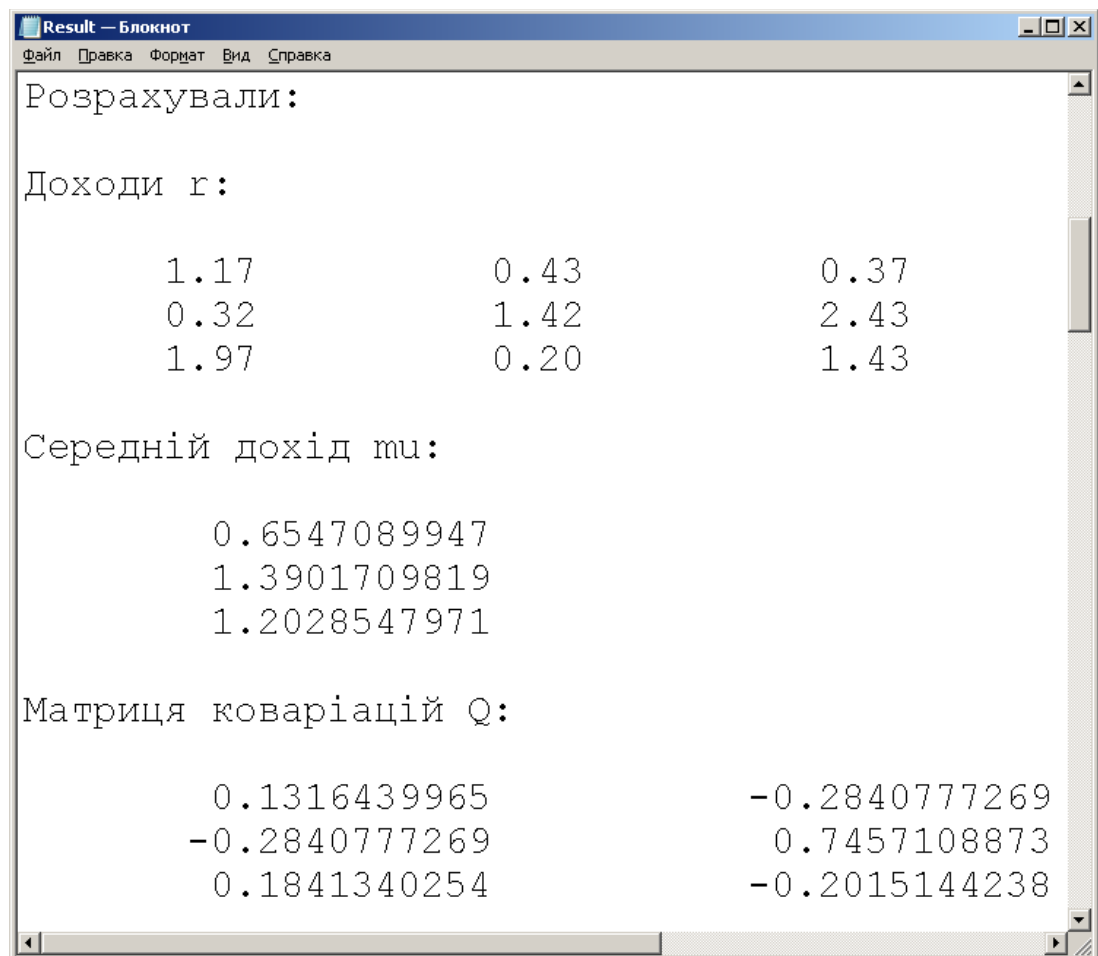 Result — Блокнот
Файл Правка Формат Вид Справка
Розрахували:
Доходи r:
1.17 0.43 0.37
0.32 1.42 2.43
1.97 0.20 1.43
Середній дохід mu:
0.6547089947
1.3901709819
1.2028547971
Матриця коваріацій Q:
0.1316439965 -0.2840777269
-0.2840777269 0.7457108873
0.1841340254 -0.2015144238